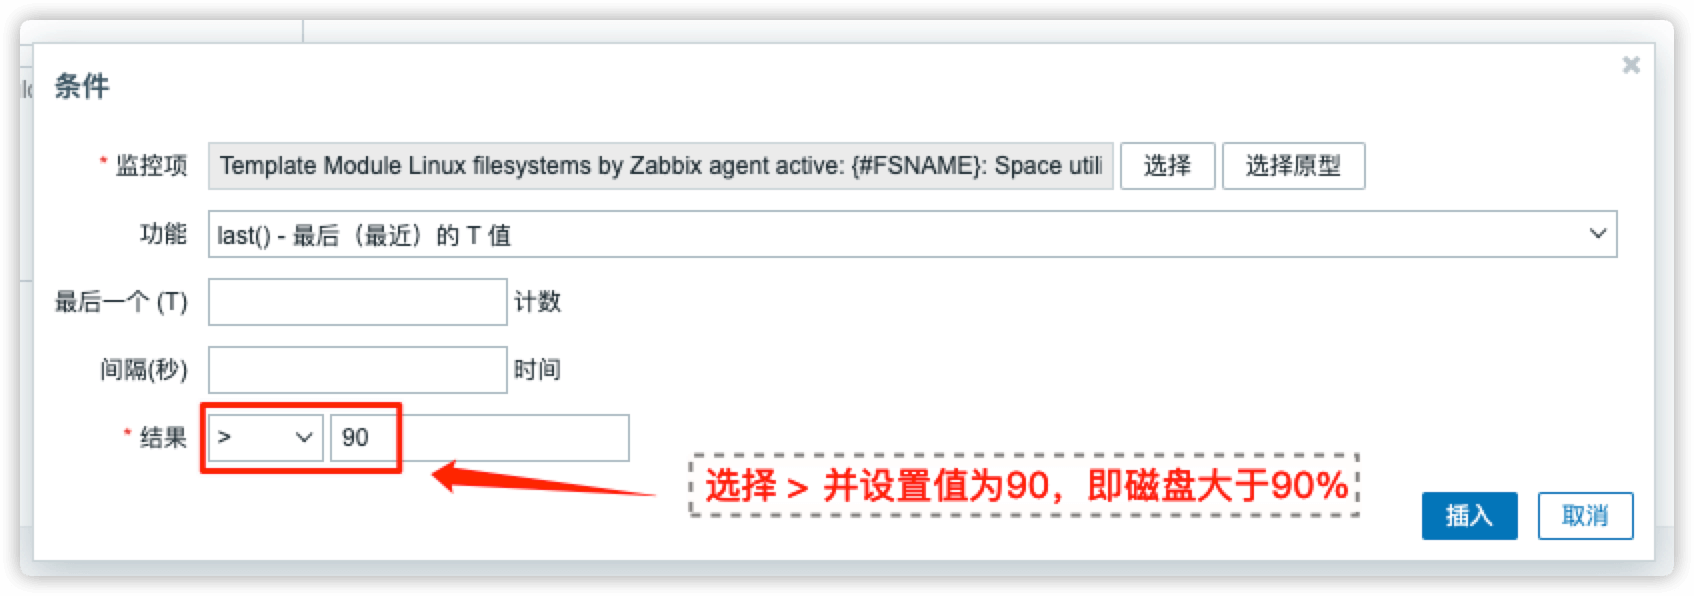 条件
* 监控项 Template Module Linux filesystems by Zabbix agent active: {#FSNAME}: Space utili 选择 选择原型
功能 last() - 最后（最近）的 T 值
最后一个 (T) 计数
间隔(秒) 时间
* 结果 > 90
选择 > 并设置值为90，即磁盘大于90%
插入 取消